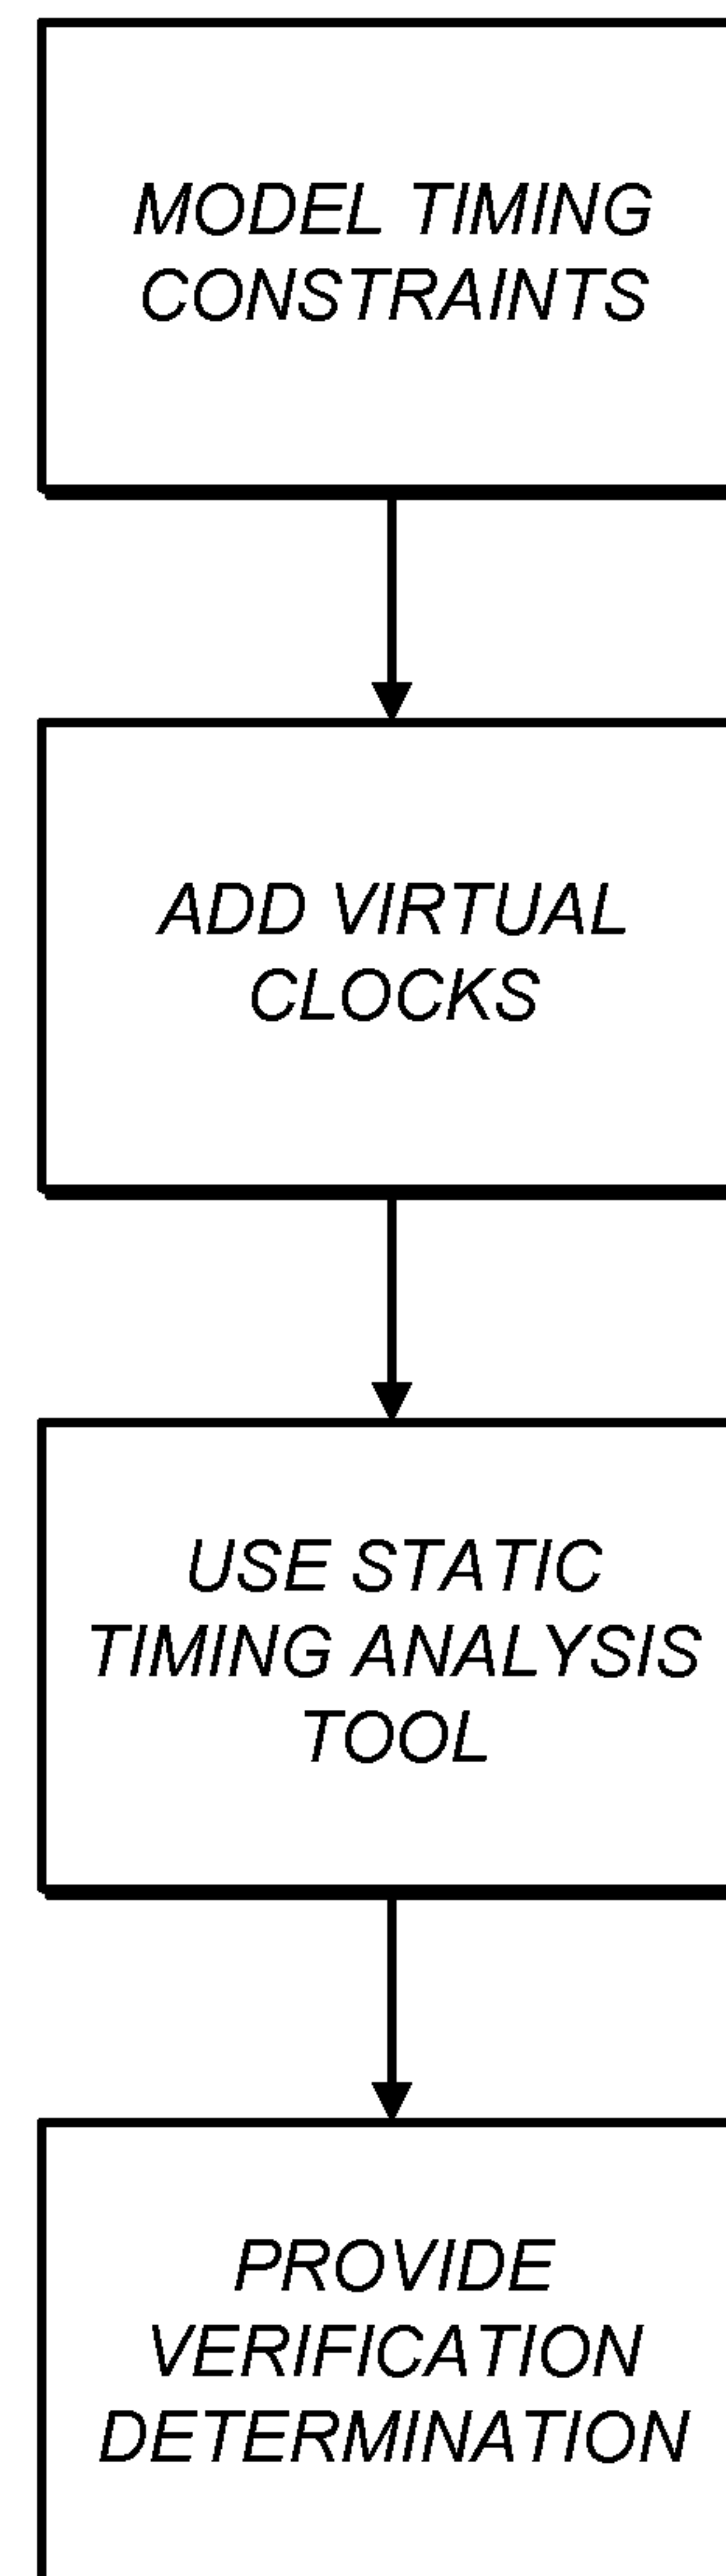 MODEL TIMING
CONSTRAINTS
ADD VIRTUAL
CLOCKS
USE STATIC
TIMING ANALYSIS
TOOL
PROVIDE
VERIFICATION
DETERMINATION